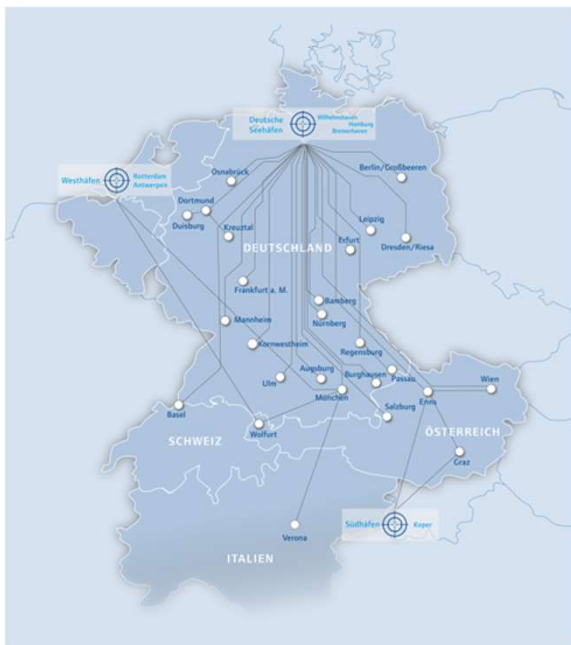 Deutsche
Seehäfen
Wilhelmshaven
Hamburg
Bremerhaven
Westhäfen
Rotterdam
Antwerpen
Osnabrück
Berlin/Großbeeren
Dortmund
Duisburg
Kreuztal
Leipzig
DEUTSCHLAND
Erfurt
Dresden/Riesa
Frankfurt a. M.
Bamberg
Nürnberg
Mannheim
Kornwestheim
Regensburg
Ulm
Augsburg
Burghausen
Passau
München
Enns
Wien
Basel
Salzburg
Wolfurt
ÖSTERREICH
SCHWEIZ
Graz
Südhäfen
Koper
Verona
ITALIEN